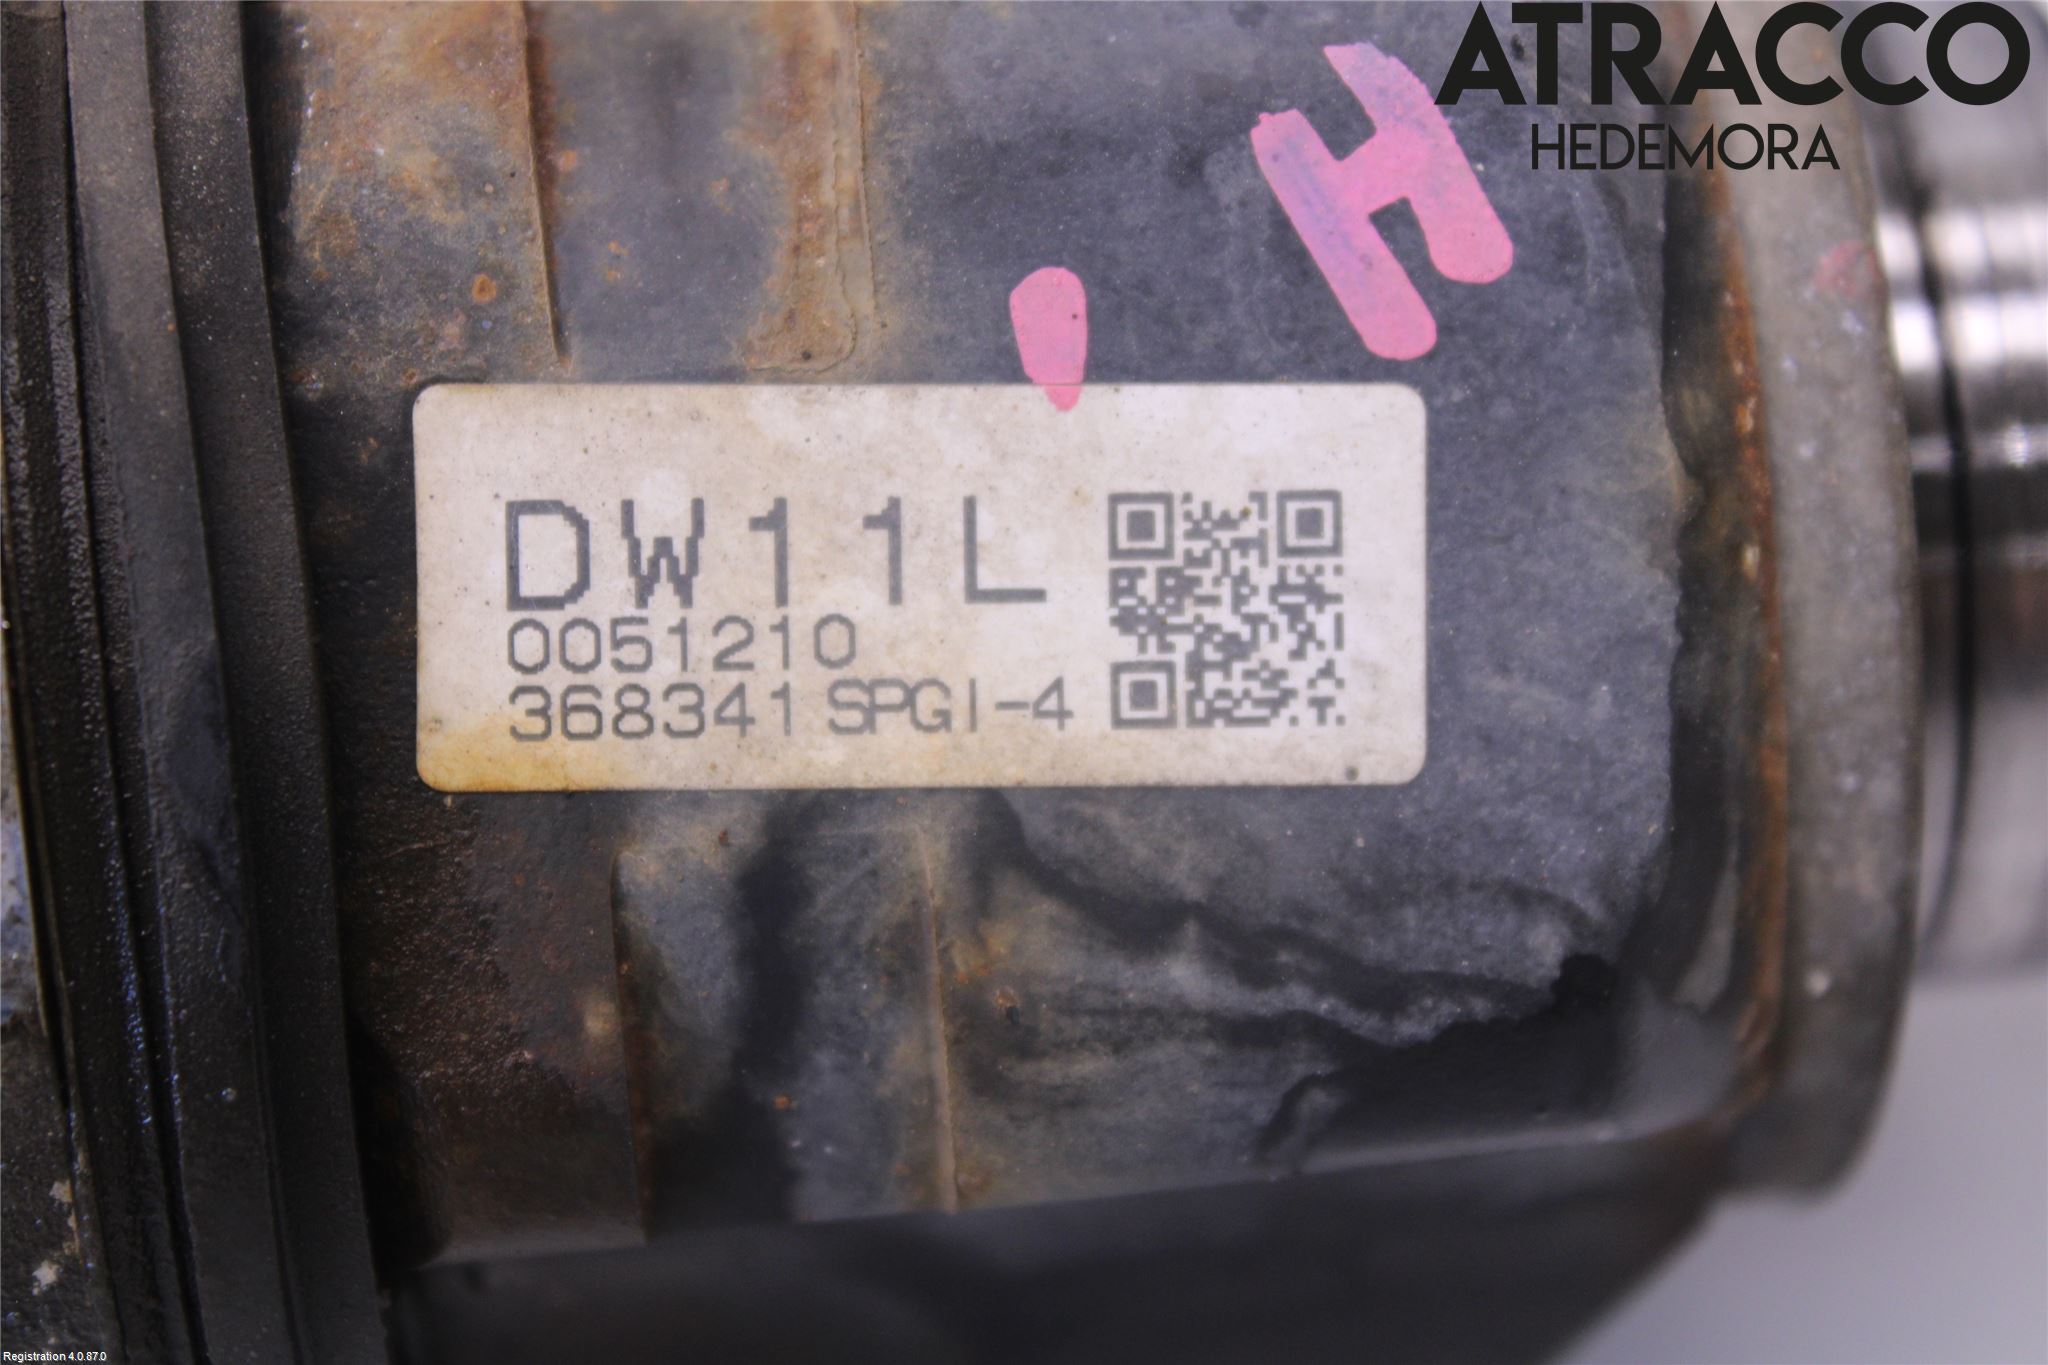 ATRACCO
HEDEMORA
H
DW11L
0051210
368341 SPGI-4
Registration 4.0.87.0